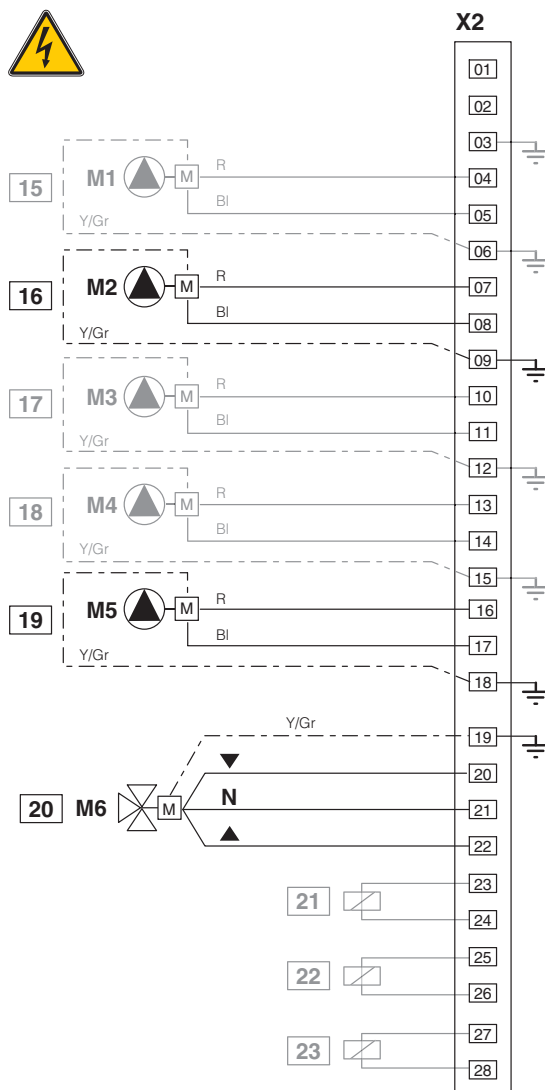 X2
01
02
03
R
04
15 M1 M
Bl
05
Y/Gr
06
R
07
16 M2 M
Bl
08
Y/Gr
09
R
10
17 M3 M
Bl
11
Y/Gr
12
R
13
18 M4 M
Bl
14
Y/Gr
15
R
16
19 M5 M
Bl
17
Y/Gr
18
Y/Gr
19
20
20 M6 M N 21
22
23
21
24
25
22
26
27
23
28